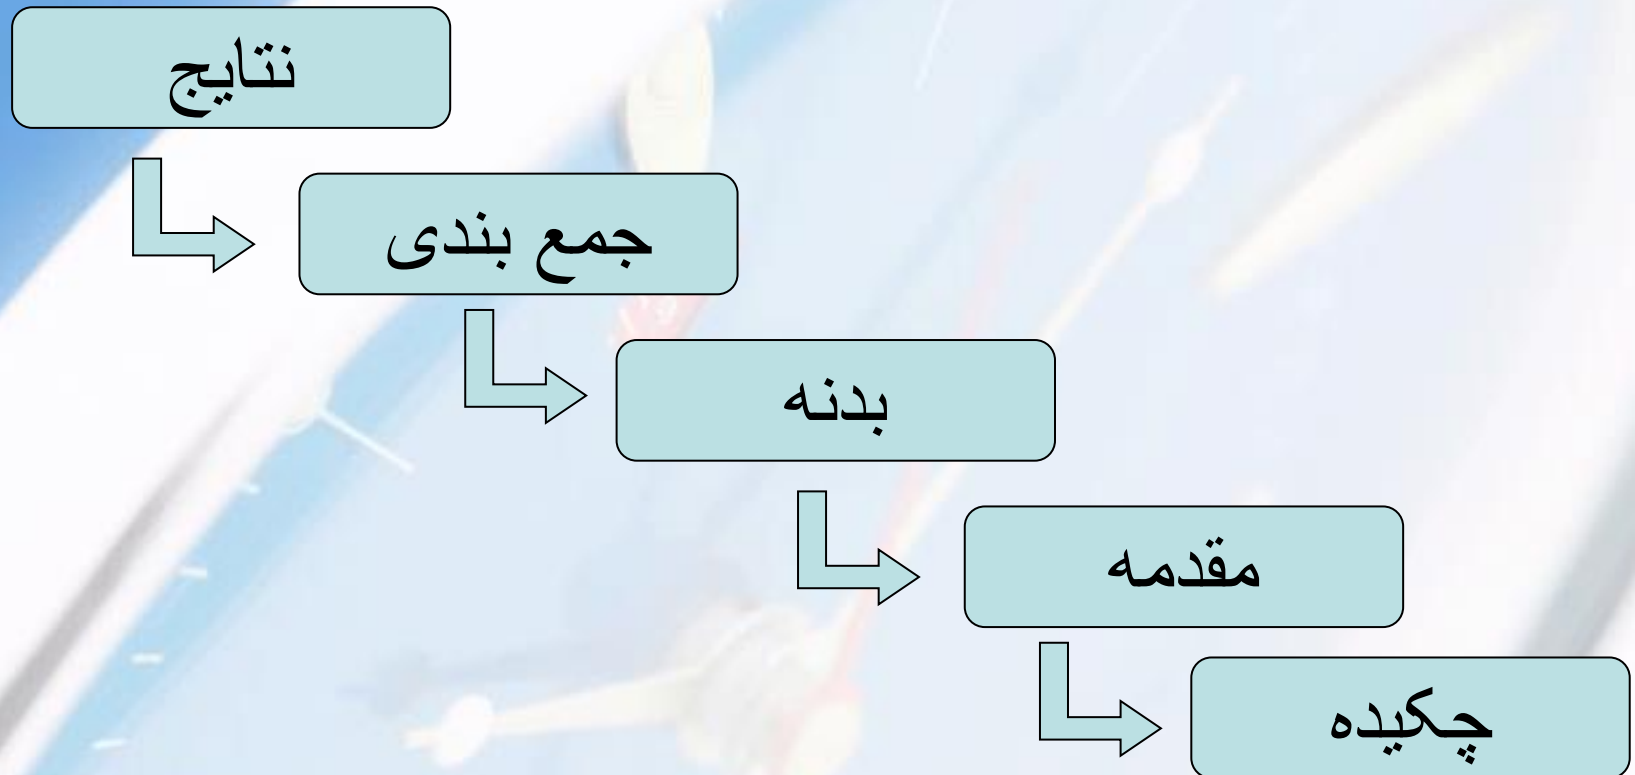 نتایج
جمع بندی
بدنه
مقدمه
چکیده